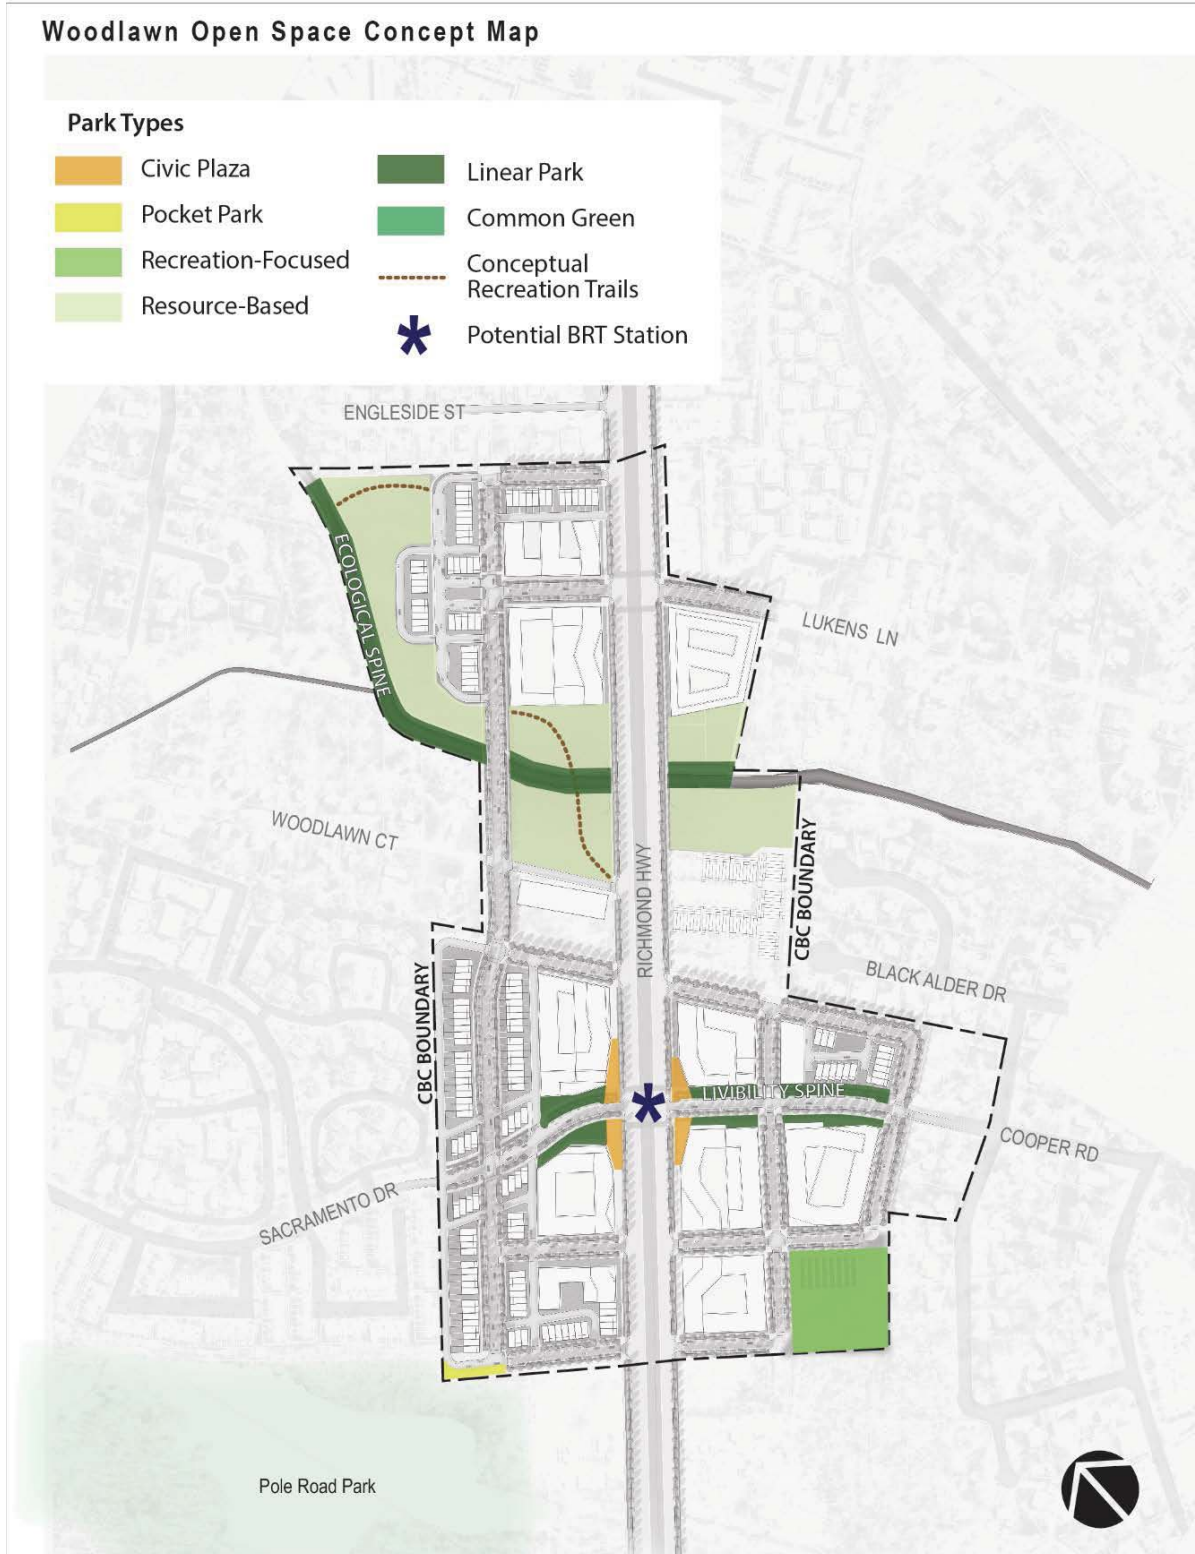 Woodlawn Open Space Concept Map
Park Types
Civic Plaza
Pocket Park
Recreation-Focused
Resource-Based
Linear Park
Common Green
Conceptual
Recreation Trails
Potential BRT Station
ENGLESIDE ST
ECOLOGICAL SPINE
LUKENS LN
WOODLAWN CT
RICHMOND HWY
CBC BOUNDARY
CBC BOUNDARY
BLACK ALDER DR
LIVIBILITY SPINE
COOPER RD
SACRAMENTO DR
Pole Road Park